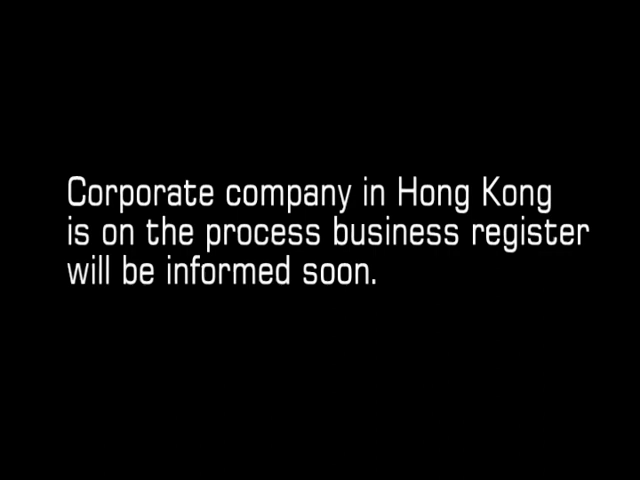 Corporate company in Hong Kong
is on the process business register
will be informed soon.